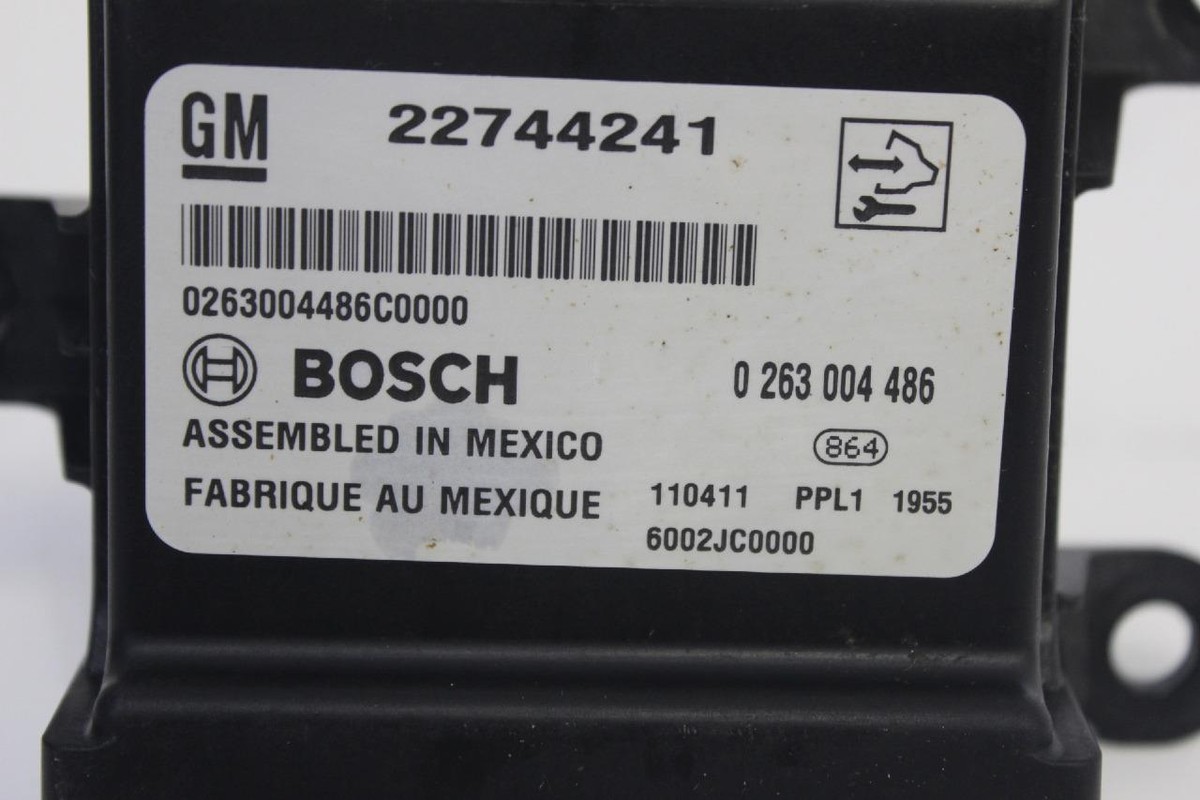 GM 22744241
0263004486C0000
BOSCH 0 263 004 486
ASSEMBLED IN MEXICO 864
FABRIQUE AU MEXIQUE 110411 PPL1 1955
6002JC0000